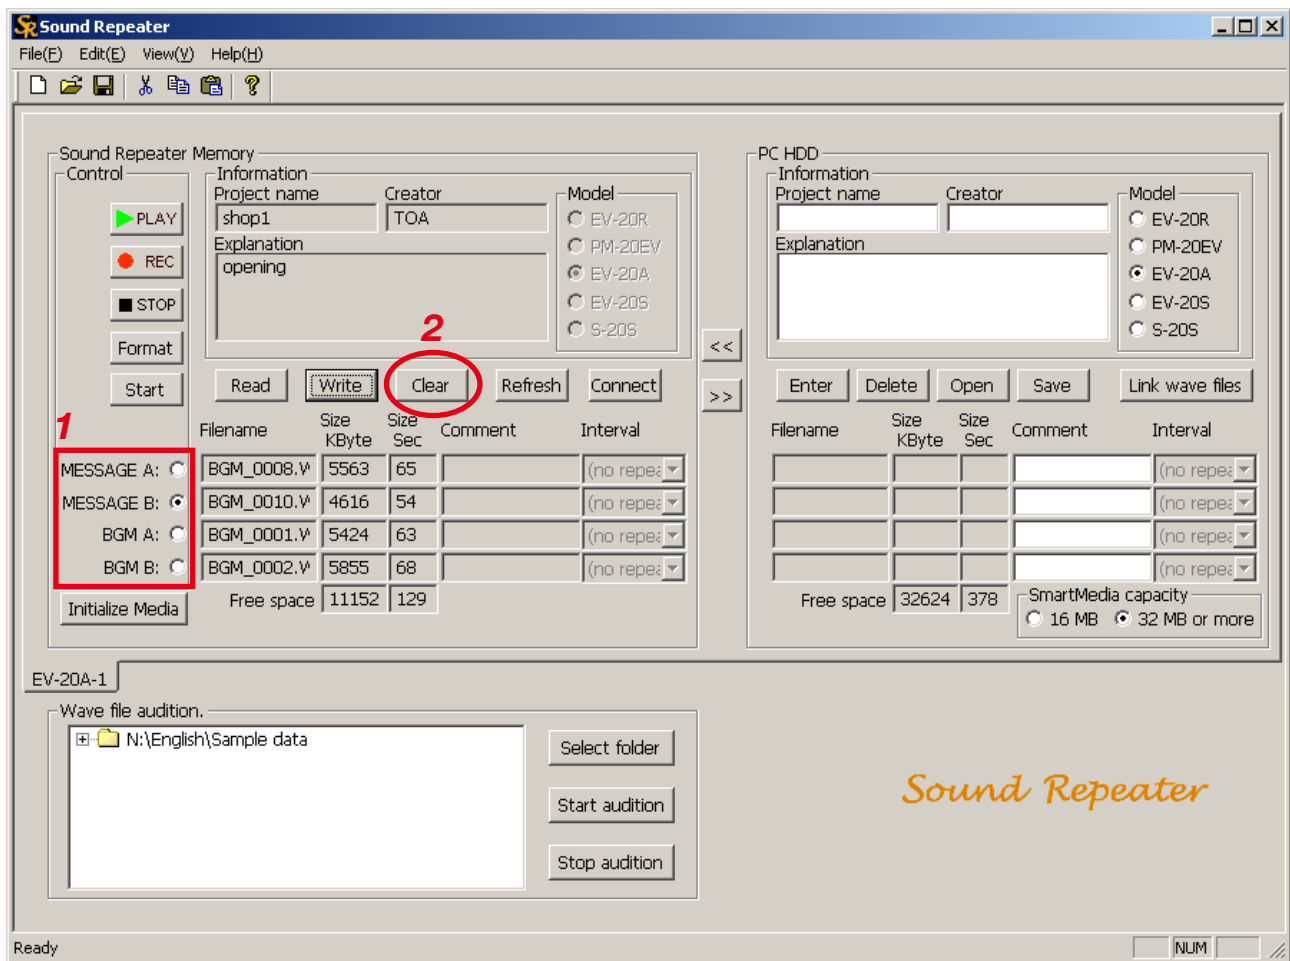 SR Sound Repeater
File(F) Edit(E) View(V) Help(H)
Sound Repeater Memory
Control
PLAY
REC
STOP
Format
Start
Information
Project name Creator
shop1 TOA
Explanation
opening
Model
EV-20R
PM-20EV
EV-20A
EV-20S
S-20S
2
Read Write Clear Refresh Connect
1
Filename Size KByte Size Sec Comment Interval
MESSAGE A: BGM_0008.W 5563 65 (no repea
MESSAGE B: BGM_0010.W 4616 54 (no repea
BGM A: BGM_0001.W 5424 63 (no repea
BGM B: BGM_0002.W 5855 68 (no repea
Initialize Media Free space 11152 129
<<
>>
PC HDD
Information
Project name Creator
Explanation
Model
EV-20R
PM-20EV
EV-20A
EV-20S
S-20S
Enter Delete Open Save Link wave files
Filename Size KByte Size Sec Comment Interval
(no repea
(no repea
(no repea
(no repea
Free space 32624 378
SmartMedia capacity
16 MB 32 MB or more
EV-20A-1
Wave file audition.
N:\English\Sample data
Select folder
Start audition
Stop audition
Sound Repeater
Ready NUM